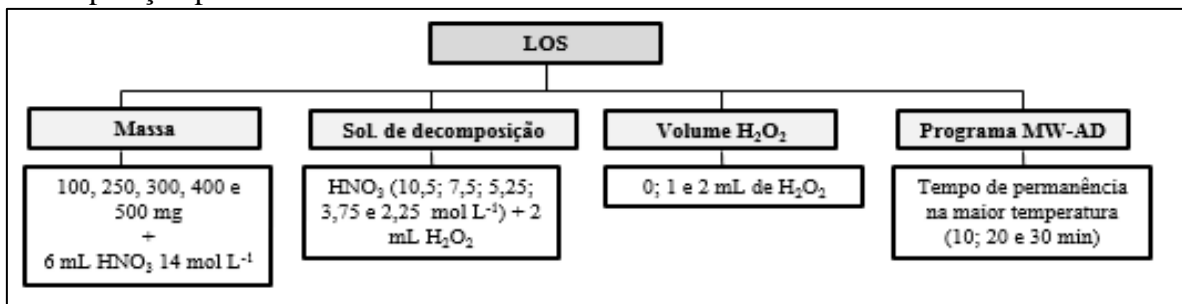 LOS
Massa
100, 250, 300, 400 e
500 mg
+
6 mL HNO₃ 14 mol L⁻¹
Sol. de decomposição
HNO₃ (10,5; 7,5; 5,25;
3,75 e 2,25 mol L⁻¹) + 2
mL H₂O₂
Volume H₂O₂
0; 1 e 2 mL de H₂O₂
Programa MW-AD
Tempo de permanência
na maior temperatura
(10; 20 e 30 min)